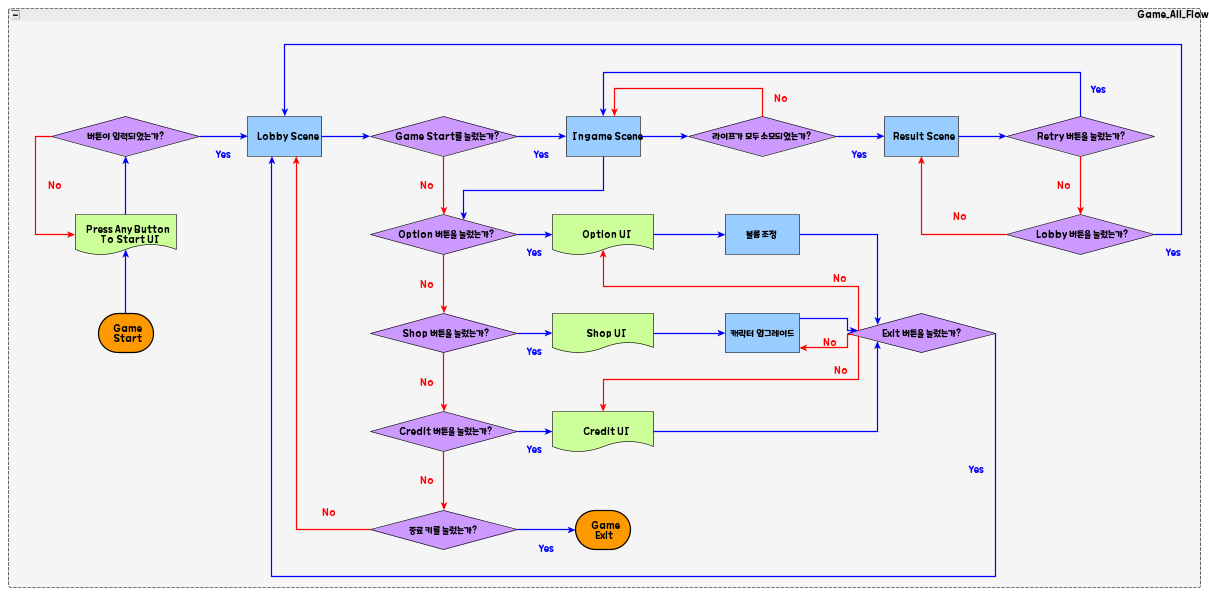 Game_All_Flow
버튼이 입력되었는가?
Yes
No
Press Any Button
To Start UI
Game
Start
Lobby Scene
Game Start를 눌렀는가?
Yes
No
Ingame Scene
라이프가 모두 소모되었는가?
No
Yes
Result Scene
Retry 버튼을 눌렀는가?
Yes
No
Lobby 버튼을 눌렀는가?
No
Yes
Option 버튼을 눌렀는가?
Yes
No
Option UI
볼륨 조정
No
Shop 버튼을 눌렀는가?
Yes
No
Shop UI
캐릭터 업그레이드
No
Exit 버튼을 눌렀는가?
No
Yes
Credit 버튼을 눌렀는가?
Yes
No
Credit UI
종료 키를 눌렀는가?
No
Yes
Game
Exit